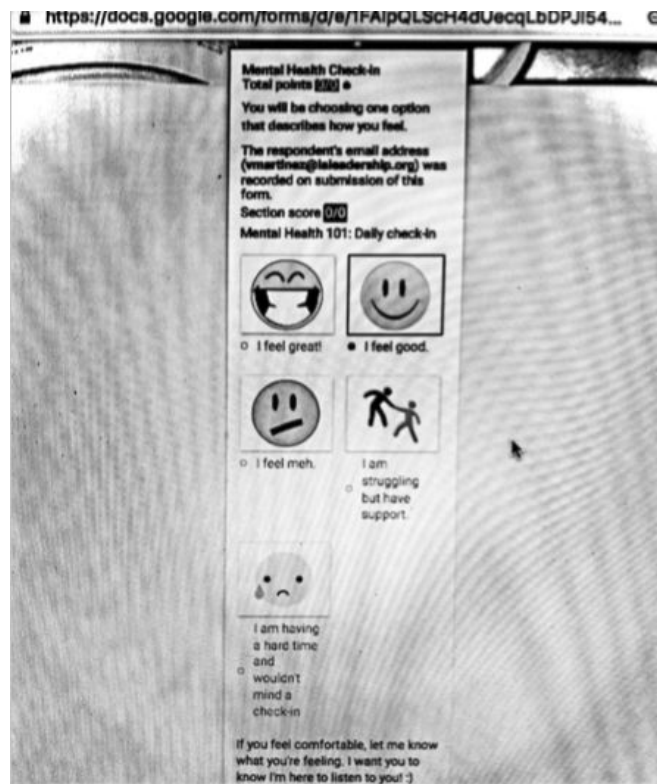 https://docs.google.com/forms/d/e/1FAIpQLScH4dUecqLbDPJI54...
Mental Health Check-in
Total points 0/0
You will be choosing one option
that describes how you feel.
The respondent's email address
(vmartinez@laleadership.org) was
recorded on submission of this
form.
Section score 0/0
Mental Health 101: Daily check-in
I feel great!
I feel good.
I feel meh.
I am
struggling
but have
support.
I am having
a hard time
and
wouldn't
mind a
check-in
If you feel comfortable, let me know
what you're feeling. I want you to
know I'm here to listen to you! :)